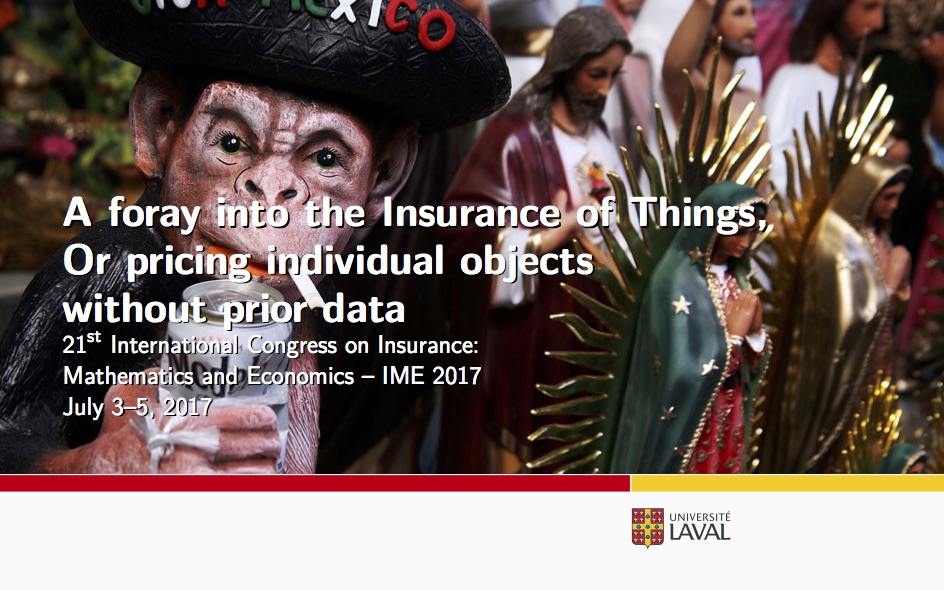 MEXICO
A foray into the Insurance of Things,
Or pricing individual objects
without prior data
21st International Congress on Insurance:
Mathematics and Economics – IME 2017
July 3–5, 2017
UNIVERSITÉ
LAVAL